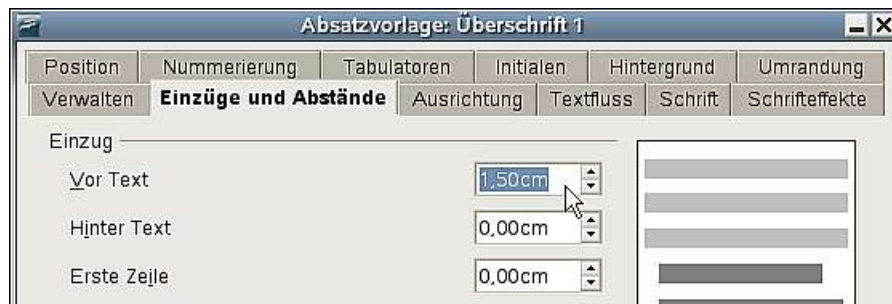 Absatzvorlage: Überschrift 1
Position Nummerierung Tabulatoren Initialen Hintergrund Umrandung
Verwalten Einzüge und Abstände Ausrichtung Textfluss Schrift Schrifteffekte
Einzug
Vor Text 1,50cm
Hinter Text 0,00cm
Erste Zeile 0,00cm